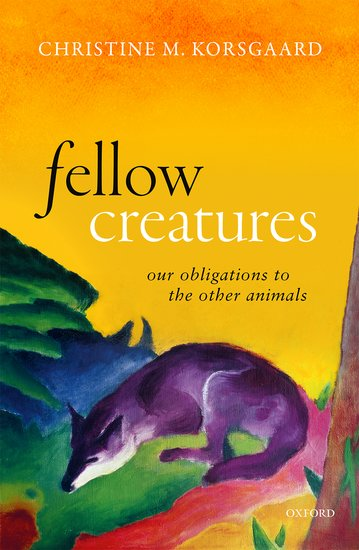 CHRISTINE M. KORSGAARD
fellow
creatures
our obligations to
the other animals
OXFORD